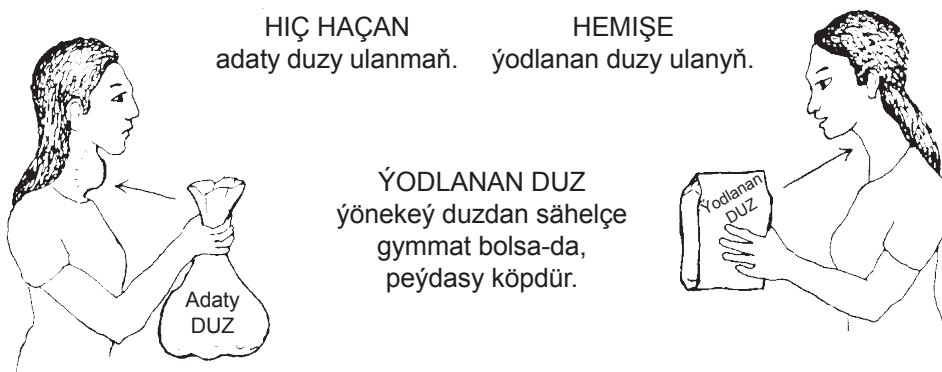 HIÇ HAÇAN
adaty duzy ulanmaň.
HEMIŞE
ýodlanan duzy ulanyň.
ÝODLANAN DUZ
ýönekeý duzdan sähelçe
gymmat bolsa-da,
peýdasy köpdür.
Adaty
DUZ
Ýodlanan
DUZ